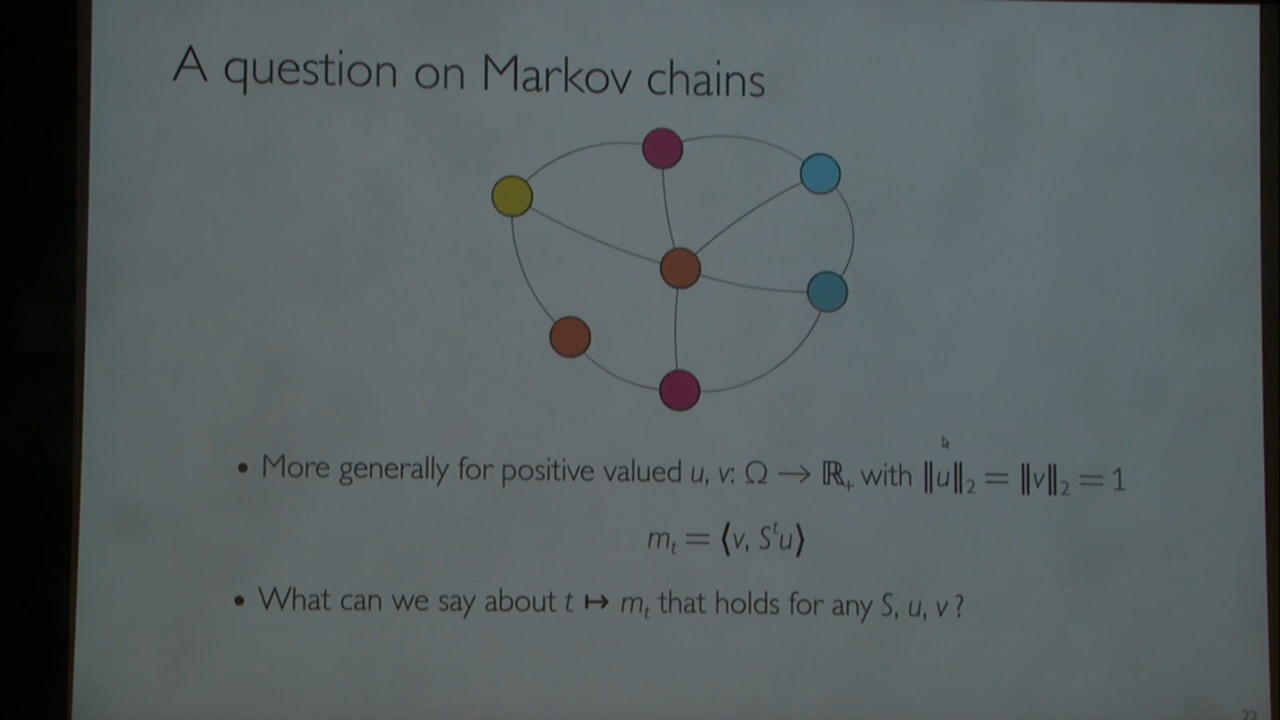 A question on Markov chains
• More generally for positive valued u, v: Ω → ℝ₊ with ‖u‖₂ = ‖v‖₂ = 1
mₜ = ⟨v, Sᵗu⟩
• What can we say about t ↦ mₜ that holds for any S, u, v?
22